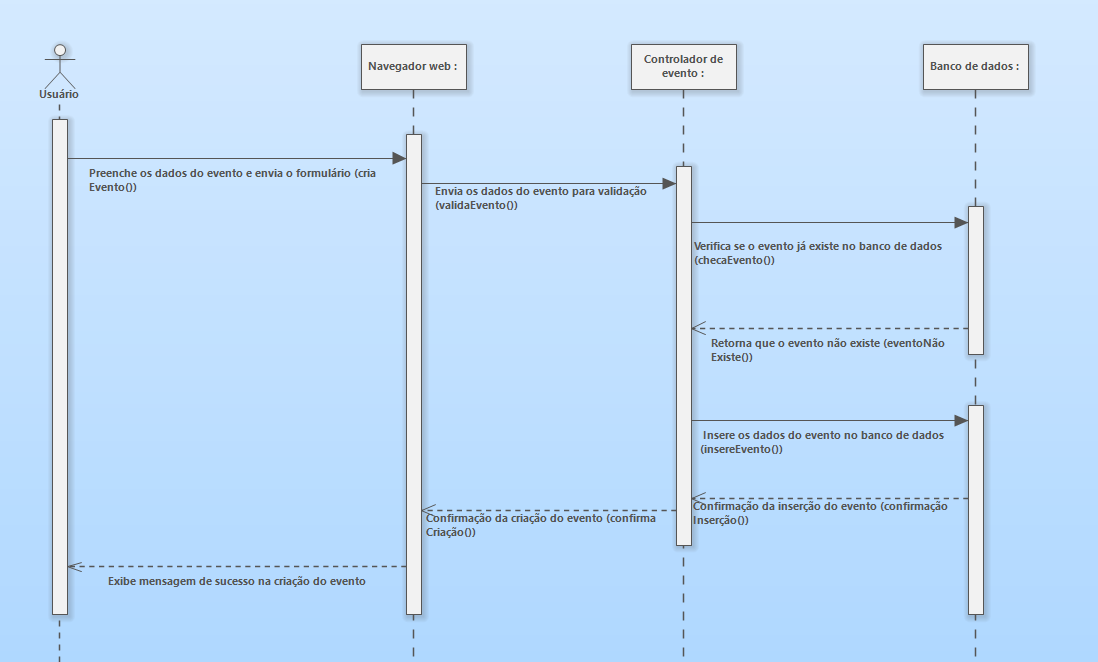 Usuário
Navegador web :
Controlador de
evento :
Banco de dados :
Preenche os dados do evento e envia o formulário (cria
Evento())
Envia os dados do evento para validação
(validaEvento())
Verifica se o evento já existe no banco de dados
(checaEvento())
Retorna que o evento não existe (eventoNão
Existe())
Insere os dados do evento no banco de dados
(insereEvento())
Confirmação da inserção do evento (confirmação
Inserção())
Confirmação da criação do evento (confirma
Criação())
Exibe mensagem de sucesso na criação do evento